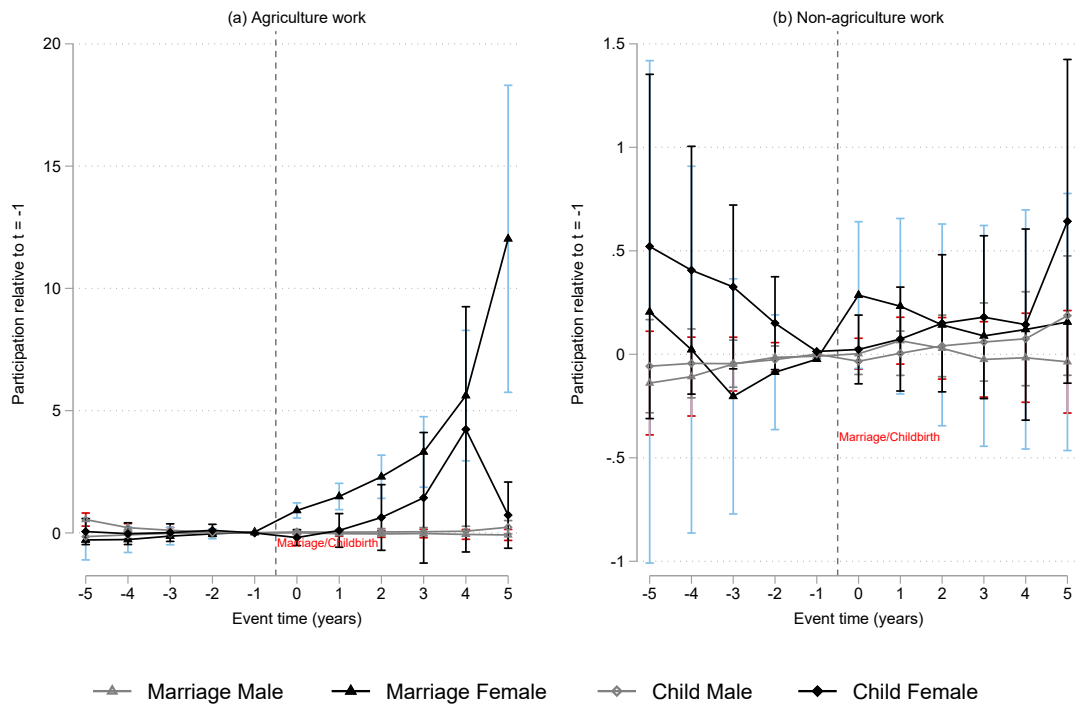 (a) Agriculture work
(b) Non-agriculture work
Participation relative to t = -1
20
15
10
5
0
Marriage/Childbirth
-5 -4 -3 -2 -1 0 1 2 3 4 5
Event time (years)
Participation relative to t = -1
1.5
1
.5
0
-.5
-1
Marriage/Childbirth
-5 -4 -3 -2 -1 0 1 2 3 4 5
Event time (years)
Marriage Male Marriage Female Child Male Child Female